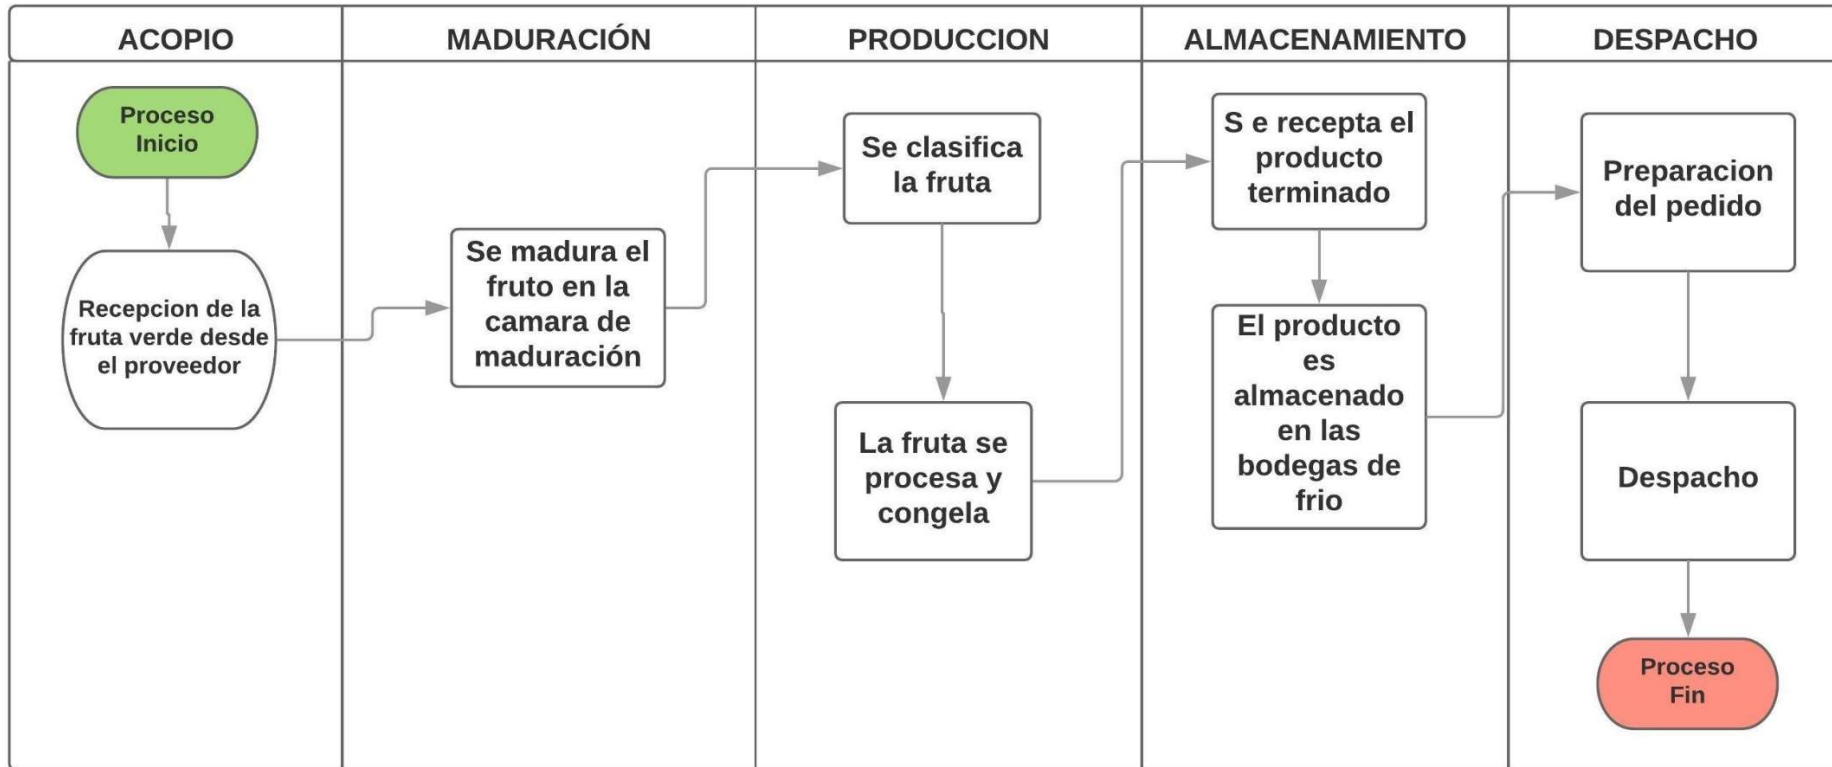 ACOPIO
MADURACIÓN
PRODUCCION
ALMACENAMIENTO
DESPACHO
Proceso
Inicio
Recepcion de la
fruta verde desde
el proveedor
Se madura el
fruto en la
camara de
maduración
Se clasifica
la fruta
La fruta se
procesa y
congela
S e recepta el
producto
terminado
El producto
es
almacenado
en las
bodegas de
frio
Preparacion
del pedido
Despacho
Proceso
Fin